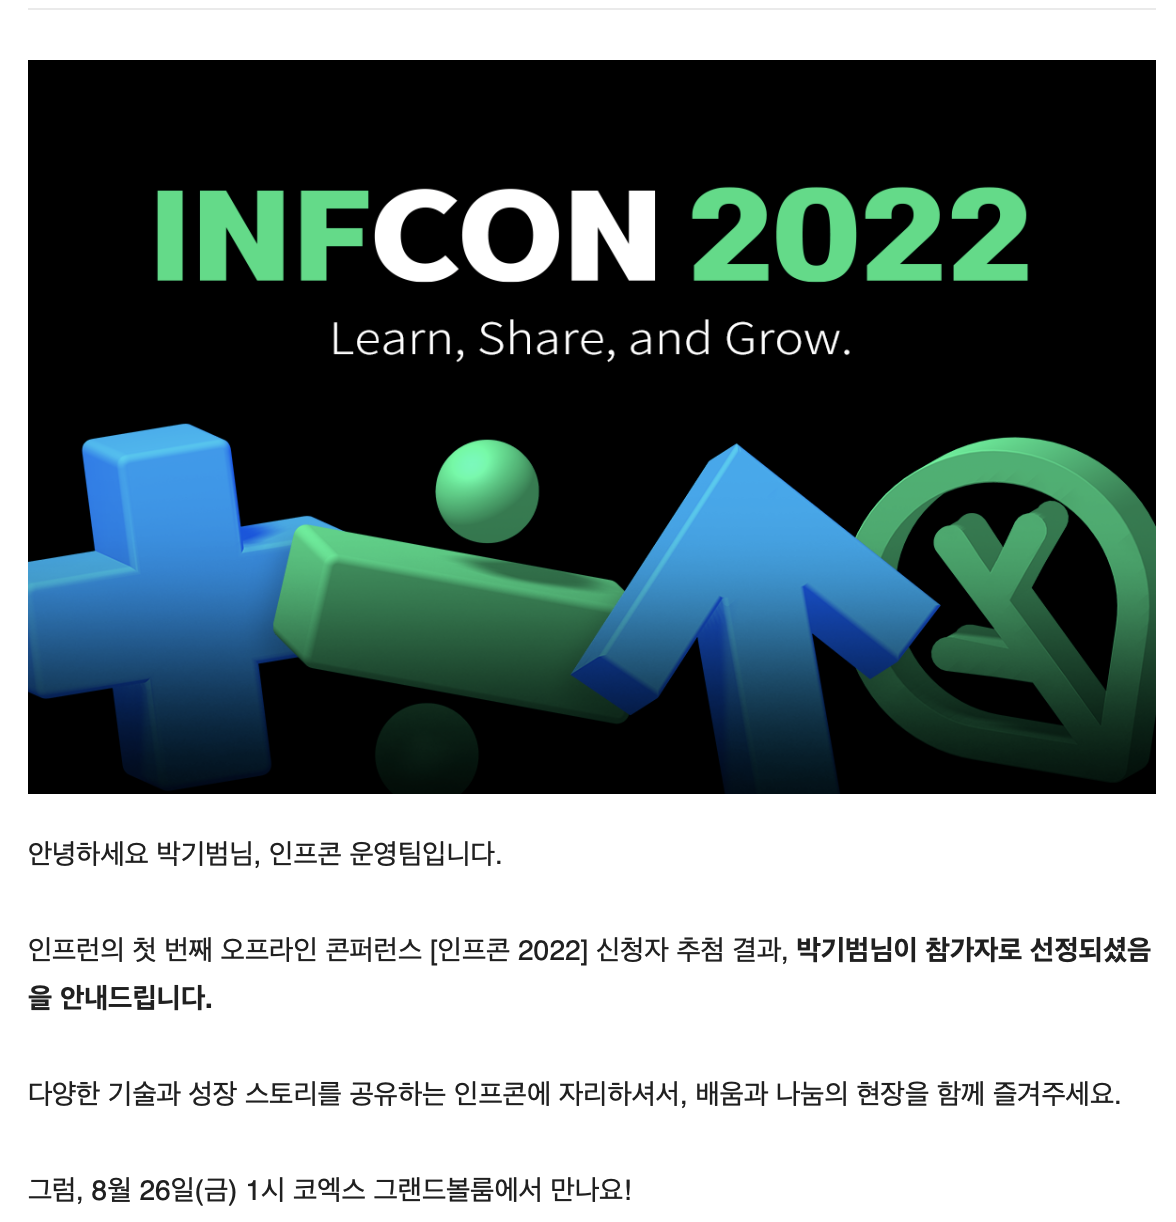 INFCON 2022
Learn, Share, and Grow.
안녕하세요 박기범님, 인프콘 운영팀입니다.
인프런의 첫 번째 오프라인 콘퍼런스 [인프콘 2022] 신청자 추첨 결과, 박기범님이 참가자로 선정되셨음
을 안내드립니다.
다양한 기술과 성장 스토리를 공유하는 인프콘에 자리하셔서, 배움과 나눔의 현장을 함께 즐겨주세요.
그럼, 8월 26일(금) 1시 코엑스 그랜드볼룸에서 만나요!